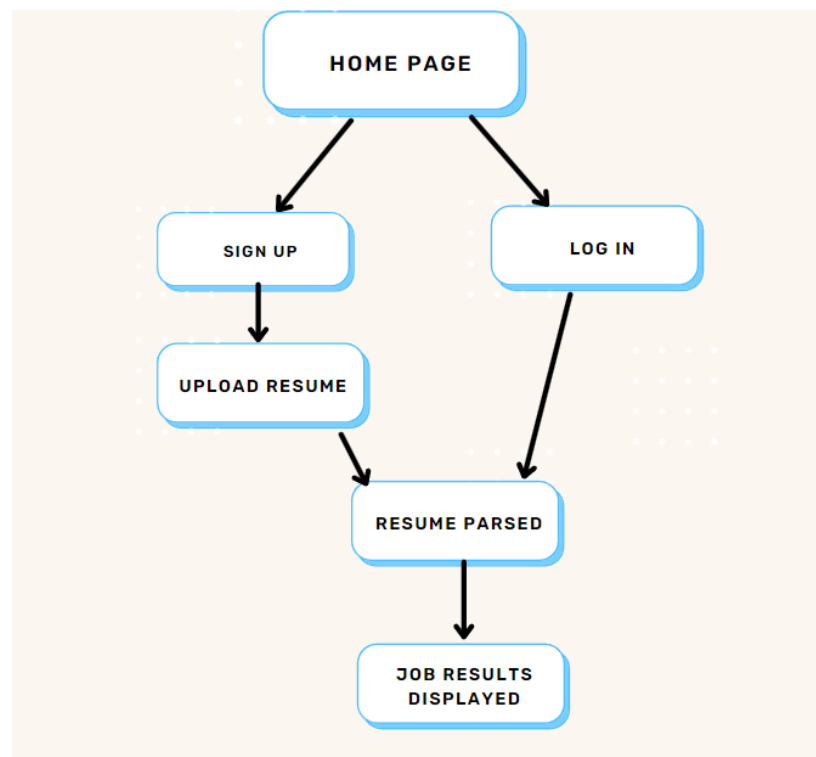 HOME PAGE
SIGN UP
LOG IN
UPLOAD RESUME
RESUME PARSED
JOB RESULTS
DISPLAYED